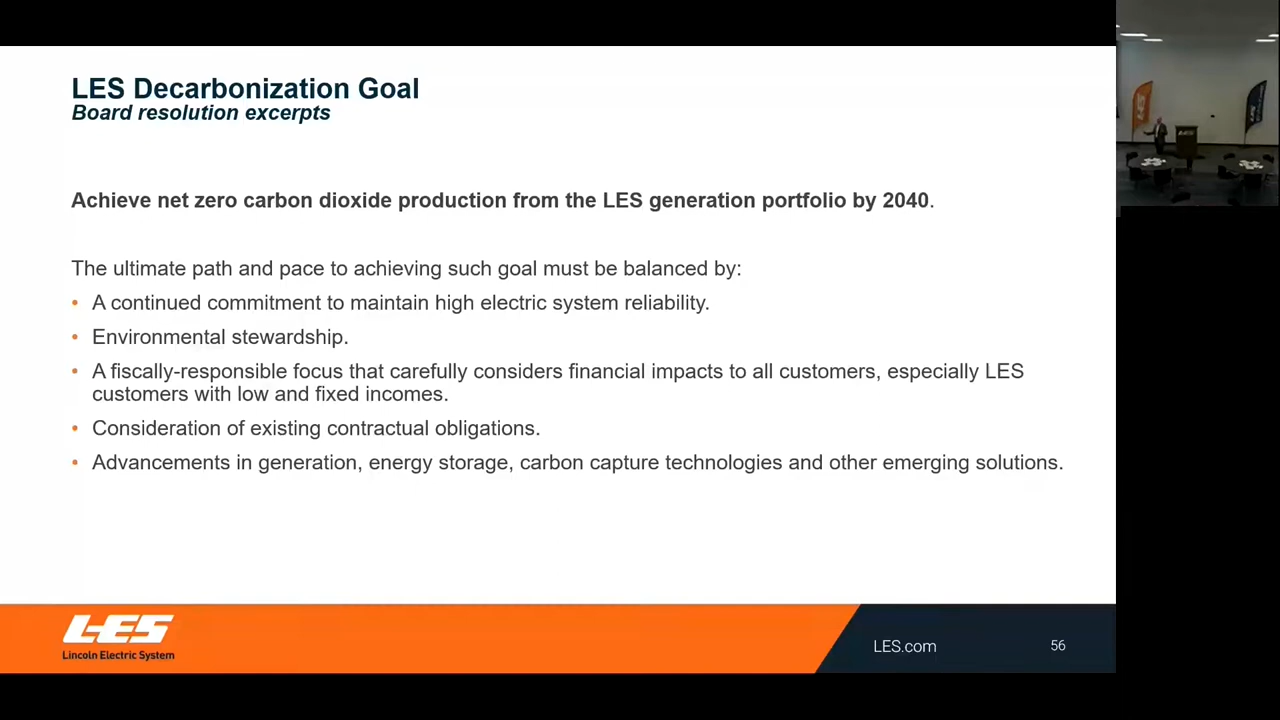 LES Decarbonization Goal
Board resolution excerpts
Achieve net zero carbon dioxide production from the LES generation portfolio by 2040.
The ultimate path and pace to achieving such goal must be balanced by:
• A continued commitment to maintain high electric system reliability.
• Environmental stewardship.
• A fiscally-responsible focus that carefully considers financial impacts to all customers, especially LES
customers with low and fixed incomes.
• Consideration of existing contractual obligations.
• Advancements in generation, energy storage, carbon capture technologies and other emerging solutions.
LES
Lincoln Electric System
LES.com
56
LES
LES